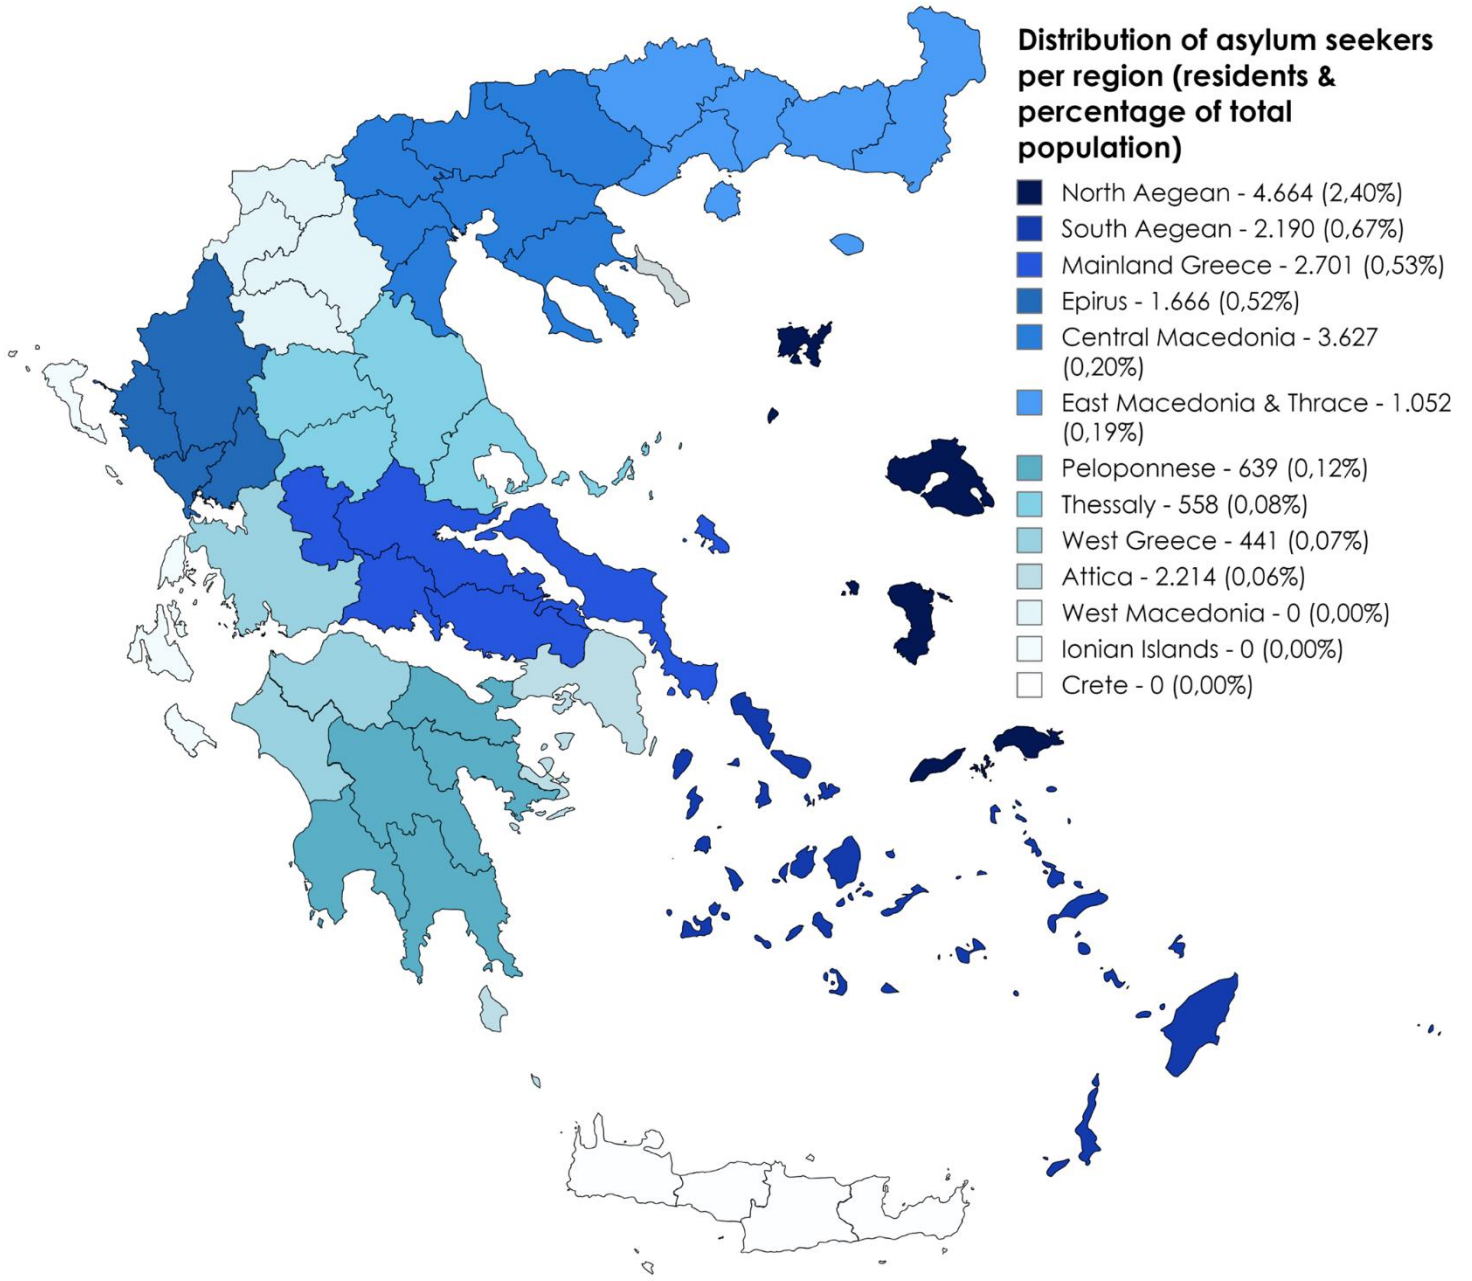 Distribution of asylum seekers
per region (residents &
percentage of total
population)
North Aegean - 4.664 (2,40%)
South Aegean - 2.190 (0,67%)
Mainland Greece - 2.701 (0,53%)
Epirus - 1.666 (0,52%)
Central Macedonia - 3.627
(0,20%)
East Macedonia & Thrace - 1.052
(0,19%)
Peloponnese - 639 (0,12%)
Thessaly - 558 (0,08%)
West Greece - 441 (0,07%)
Attica - 2.214 (0,06%)
West Macedonia - 0 (0,00%)
Ionian Islands - 0 (0,00%)
Crete - 0 (0,00%)